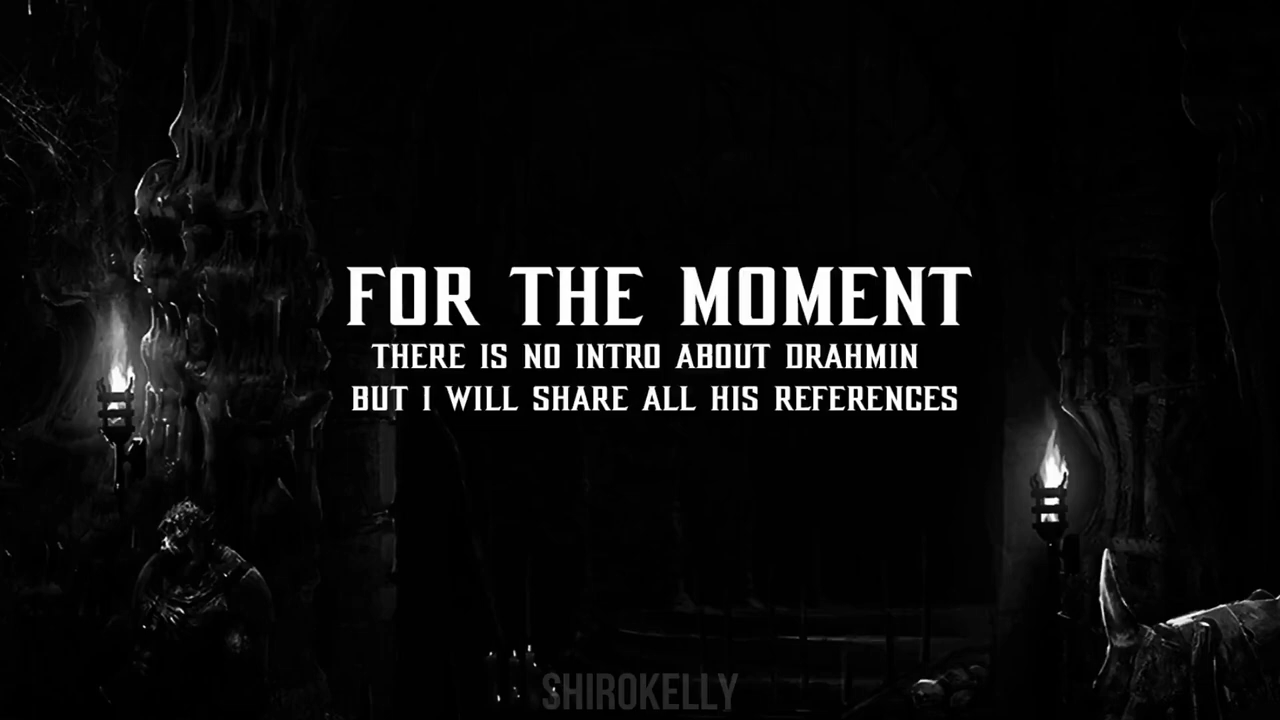 FOR THE MOMENT
THERE IS NO INTRO ABOUT DRAHMIN
BUT I WILL SHARE ALL HIS REFERENCES
SHIROKELLY